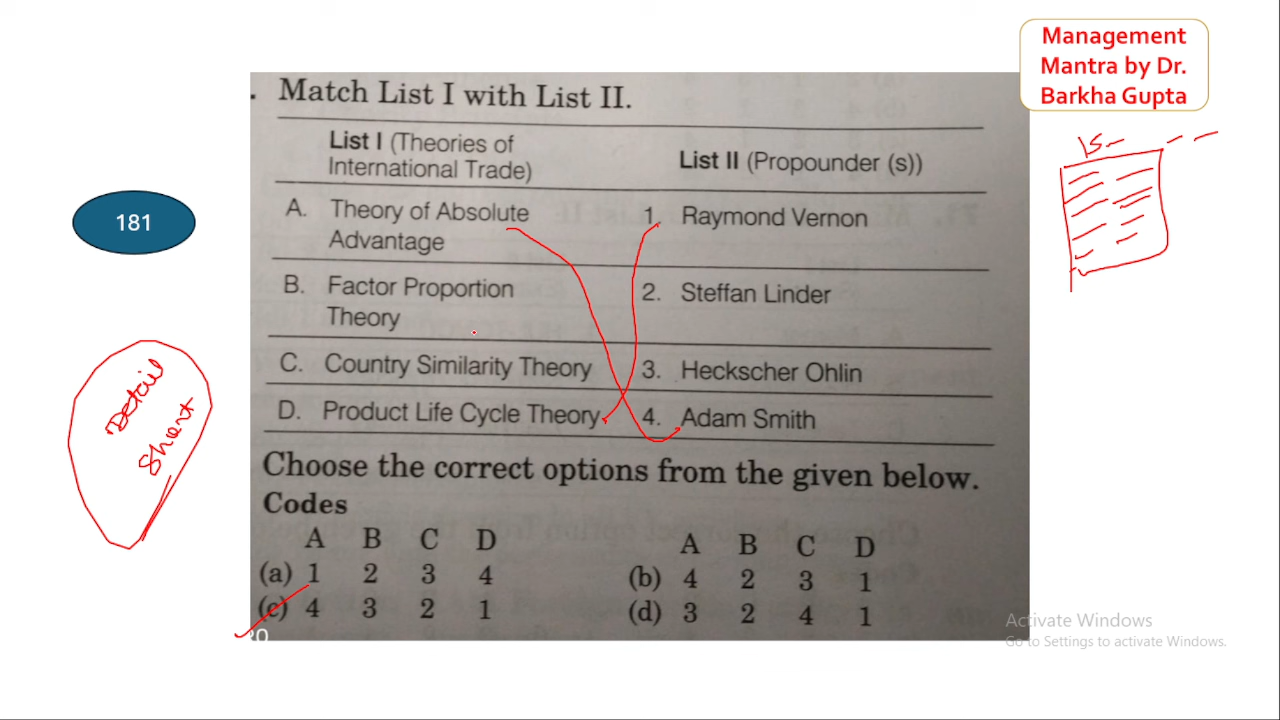 Management
Mantra by Dr.
Barkha Gupta
. Match List I with List II.
List I (Theories of
International Trade)
List II (Propounder (s))
A. Theory of Absolute
Advantage
1. Raymond Vernon
B. Factor Proportion
Theory
2. Steffan Linder
C. Country Similarity Theory
3. Heckscher Ohlin
D. Product Life Cycle Theory
4. Adam Smith
Choose the correct options from the given below.
Codes
A B C D
(a) 1 2 3 4
(c) 4 3 2 1
A B C D
(b) 4 2 3 1
(d) 3 2 4 1
181
Detail
Activate Windows
Go to Settings to activate Windows.